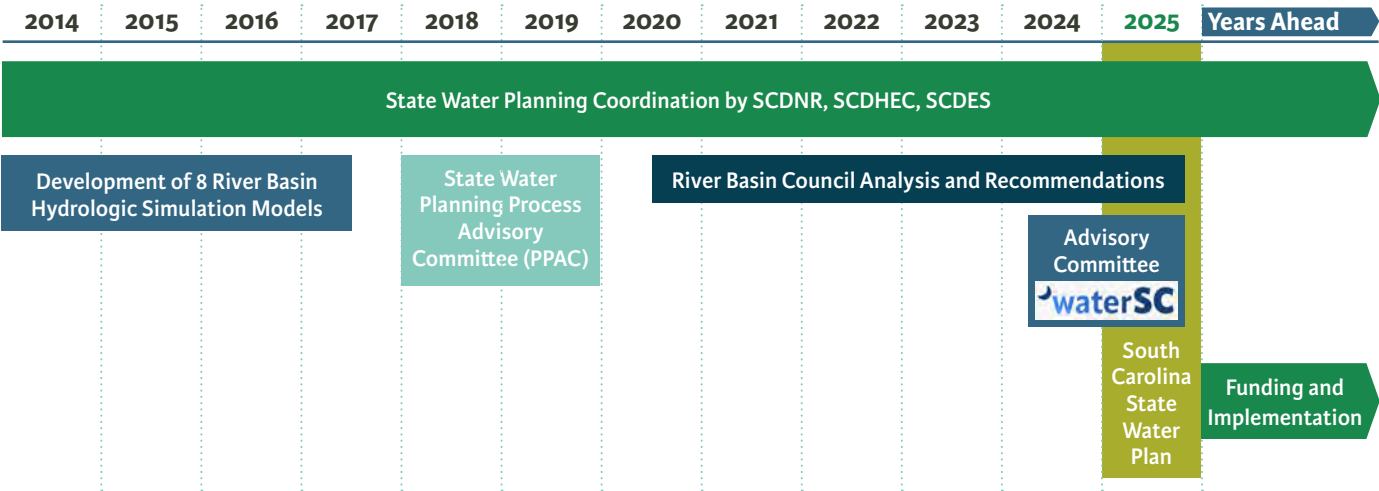 2014 2015 2016 2017 2018 2019 2020 2021 2022 2023 2024 2025 Years Ahead
State Water Planning Coordination by SCDNR, SCDHEC, SCDES
Development of 8 River Basin
Hydrologic Simulation Models
State Water
Planning Process
Advisory
Committee (PPAC)
River Basin Council Analysis and Recommendations
Advisory
Committee
waterSC
South
Carolina
State
Water
Plan
Funding and
Implementation